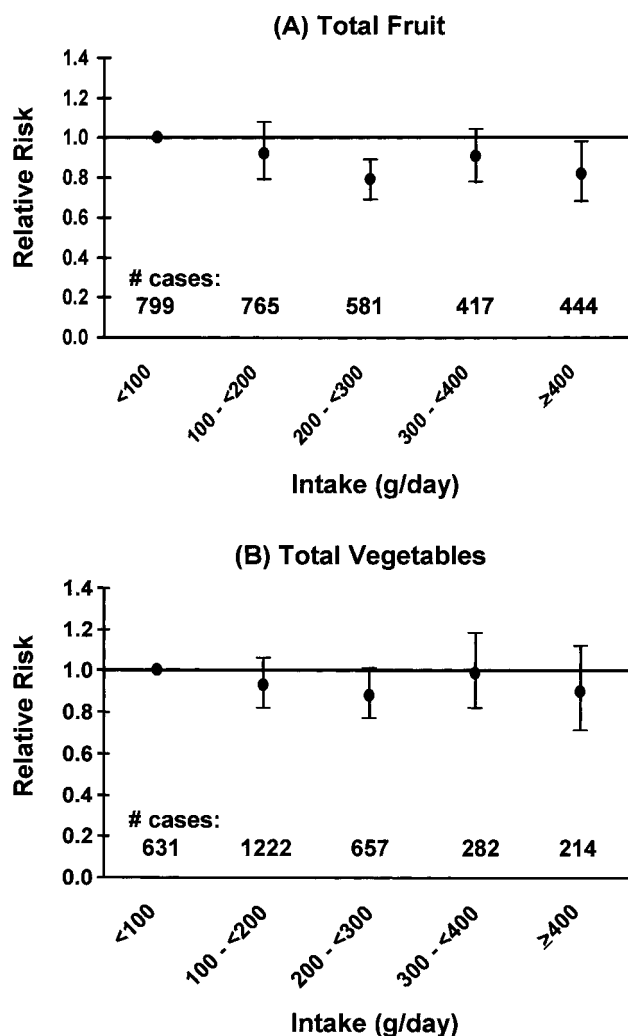 (A) Total Fruit
1.4
1.2
1.0
0.8
0.6
0.4
0.2
0.0
Relative Risk
# cases:
799 765 581 417 444
<100 100 - <200 200 - <300 300 - <400 ≥400
Intake (g/day)
(B) Total Vegetables
1.4
1.2
1.0
0.8
0.6
0.4
0.2
0.0
Relative Risk
# cases:
631 1222 657 282 214
<100 100 - <200 200 - <300 300 - <400 ≥400
Intake (g/day)